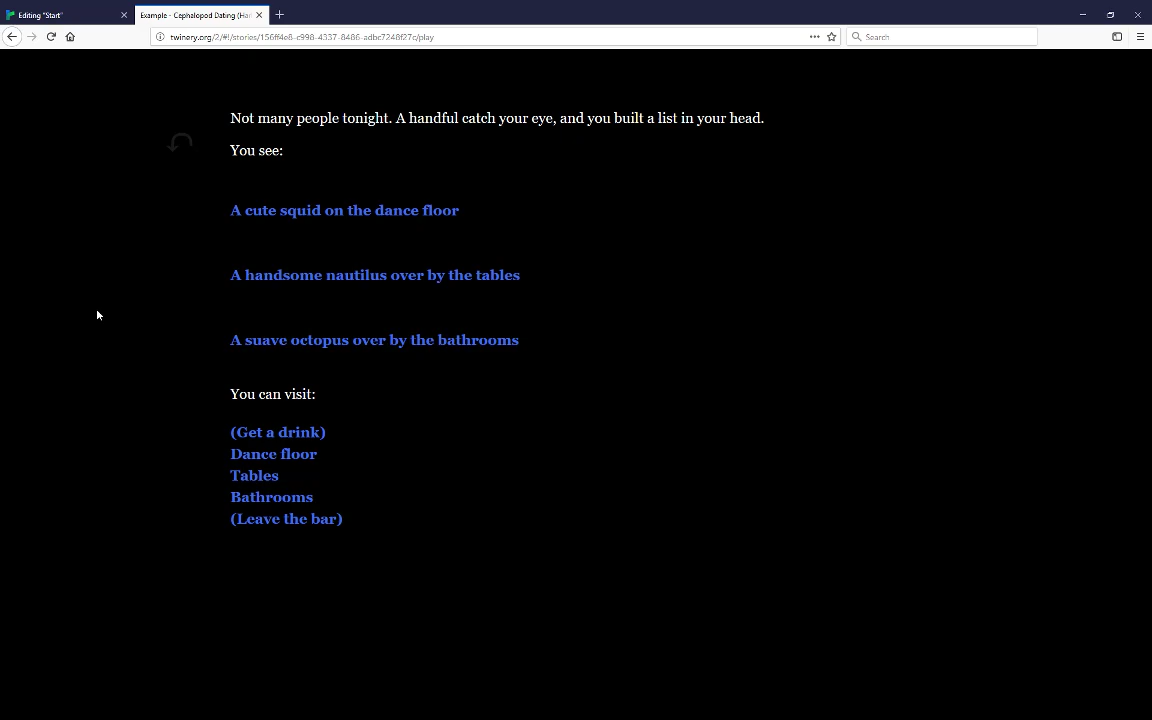 Editing "Start"
Example - Cephalopod Dating (Har
twinery.org/2/#!/stories/156ff4e8-c998-4337-8486-adbc7248f27c/play
Search
Not many people tonight. A handful catch your eye, and you built a list in your head.
You see:
A cute squid on the dance floor
A handsome nautilus over by the tables
A suave octopus over by the bathrooms
You can visit:
(Get a drink)
Dance floor
Tables
Bathrooms
(Leave the bar)